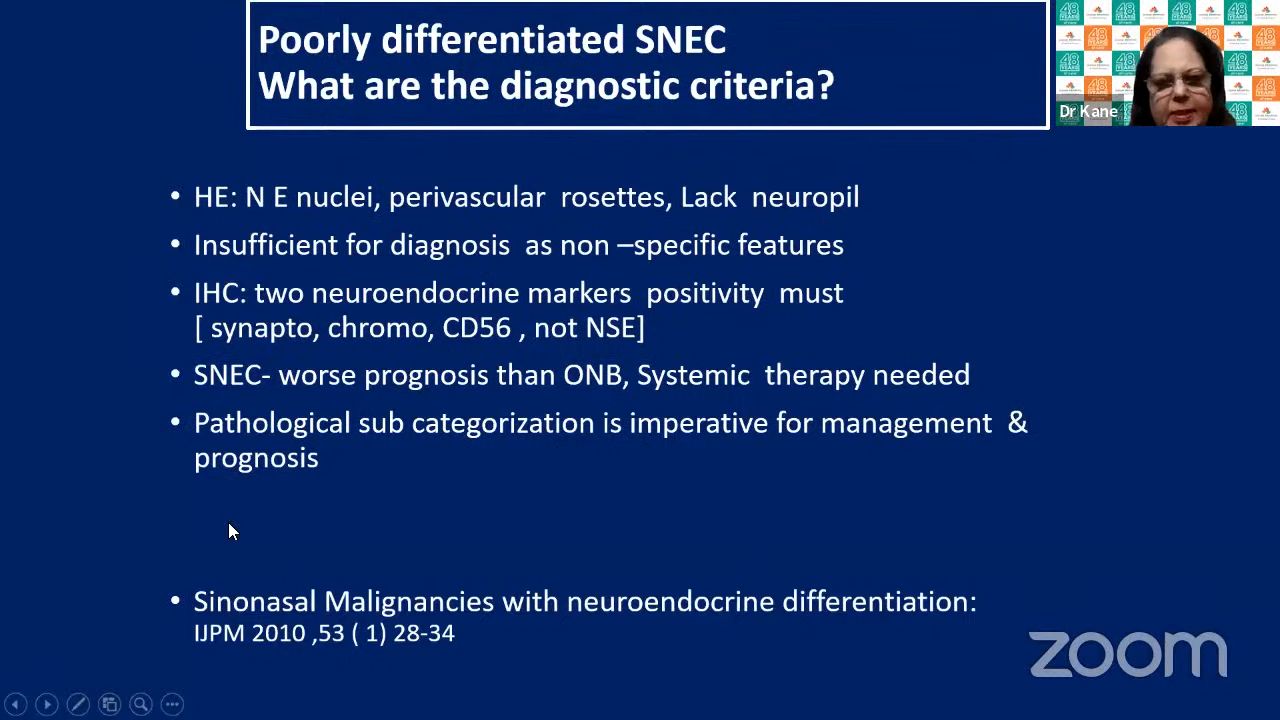 Poorly differentiated SNEC
What are the diagnostic criteria?
Dr Kane
• HE: N E nuclei, perivascular rosettes, Lack neuropil
• Insufficient for diagnosis as non –specific features
• IHC: two neuroendocrine markers positivity must
[ synapto, chromo, CD56 , not NSE]
• SNEC- worse prognosis than ONB, Systemic therapy needed
• Pathological sub categorization is imperative for management &
prognosis
• Sinonasal Malignancies with neuroendocrine differentiation:
IJPM 2010 ,53 ( 1) 28-34
zoom